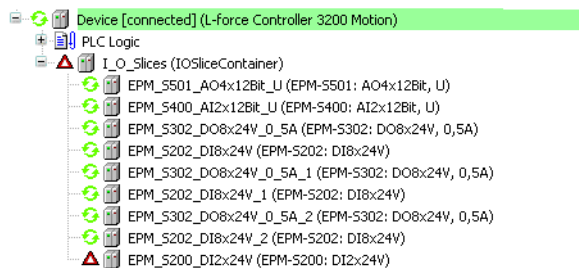 Device [connected] (L-force Controller 3200 Motion)
PLC Logic
I_O_Slices (IOSliceContainer)
EPM_S501_AO4x12Bit_U (EPM-S501: AO4x12Bit, U)
EPM_S400_AI2x12Bit_U (EPM-S400: AI2x12Bit, U)
EPM_S302_DO8x24V_0_5A (EPM-S302: DO8x24V, 0,5A)
EPM_S202_DI8x24V (EPM-S202: DI8x24V)
EPM_S302_DO8x24V_0_5A_1 (EPM-S302: DO8x24V, 0,5A)
EPM_S202_DI8x24V_1 (EPM-S202: DI8x24V)
EPM_S302_DO8x24V_0_5A_2 (EPM-S302: DO8x24V, 0,5A)
EPM_S202_DI8x24V_2 (EPM-S202: DI8x24V)
EPM_S200_DI2x24V (EPM-S200: DI2x24V)